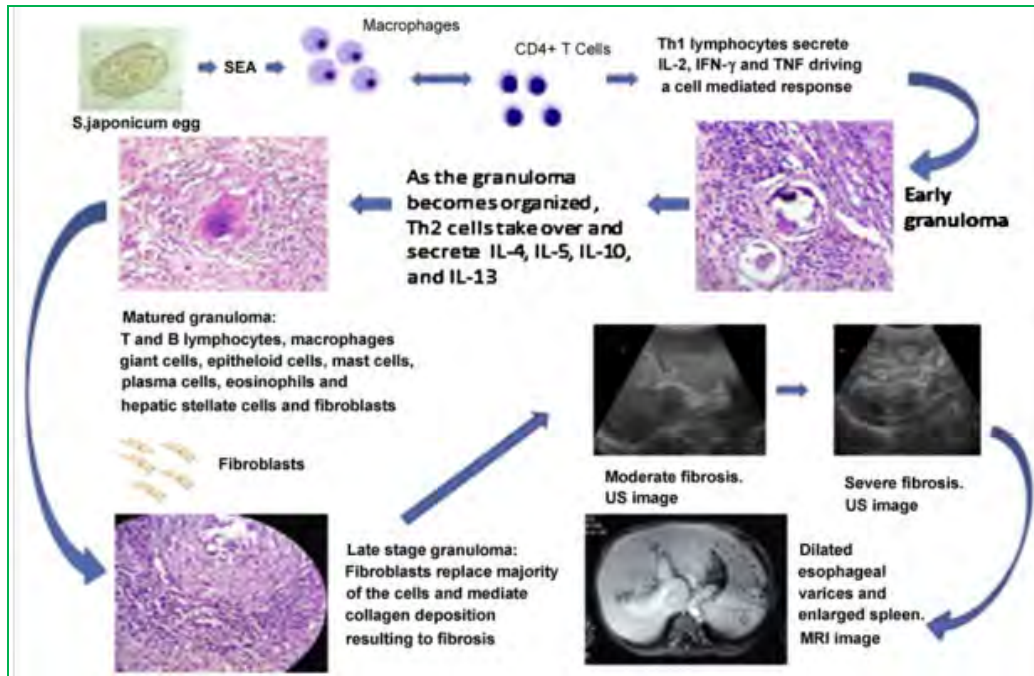 Macrophages
SEA
CD4+ T Cells
Th1 lymphocytes secrete
IL-2, IFN-γ and TNF driving
a cell mediated response
S.japonicum egg
Early
granuloma
As the granuloma
becomes organized,
Th2 cells take over and
secrete IL-4, IL-5, IL-10,
and IL-13
Matured granuloma:
T and B lymphocytes, macrophages
giant cells, epitheloid cells, mast cells,
plasma cells, eosinophils and
hepatic stellate cells and fibroblasts
Fibroblasts
Late stage granuloma:
Fibroblasts replace majority
of the cells and mediate
collagen deposition
resulting to fibrosis
Moderate fibrosis.
US image
Severe fibrosis.
US image
Dilated
esophageal
varices and
enlarged spleen.
MRI image